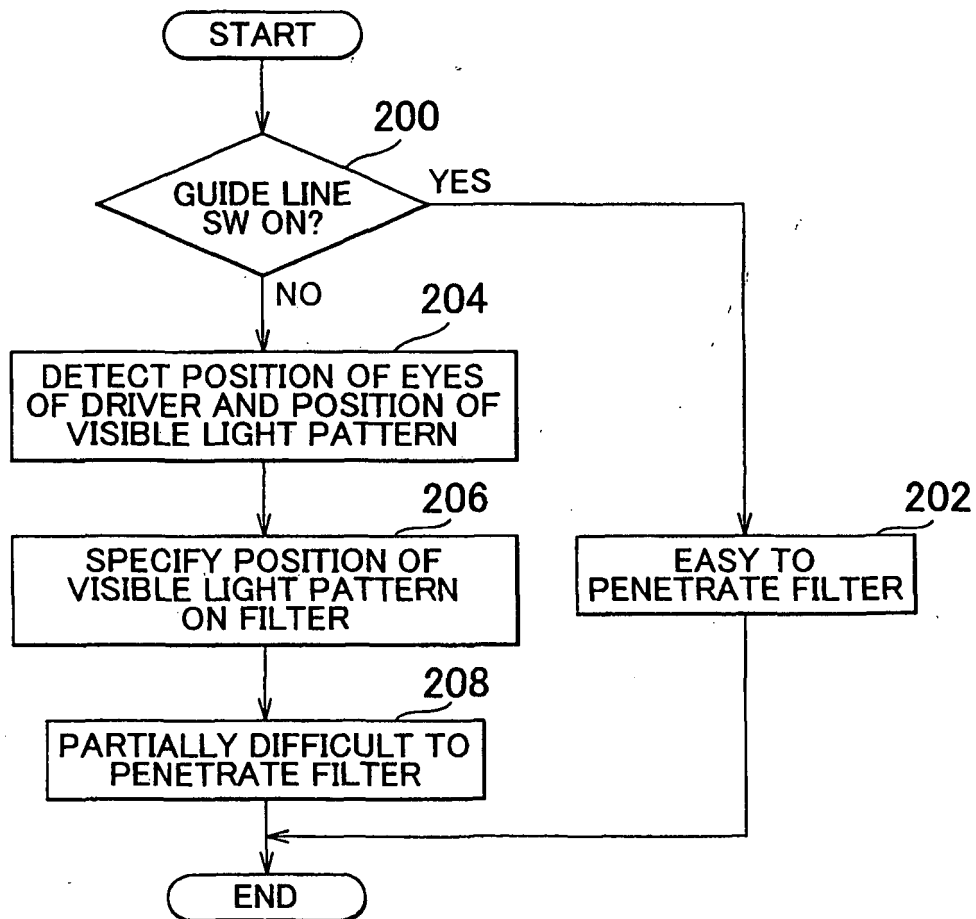 START
200
GUIDE LINE
SW ON?
YES
NO
204
DETECT POSITION OF EYES
OF DRIVER AND POSITION OF
VISIBLE LIGHT PATTERN
206
SPECIFY POSITION OF
VISIBLE LIGHT PATTERN
ON FILTER
202
EASY TO
PENETRATE FILTER
208
PARTIALLY DIFFICULT TO
PENETRATE FILTER
END